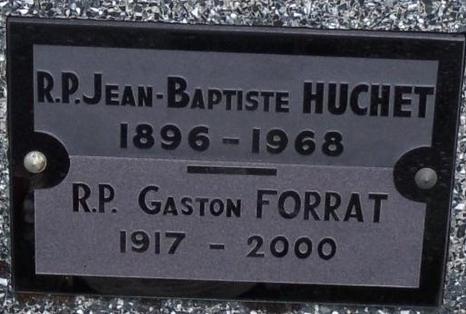 R.P. JEAN-BAPTISTE HUCHET
1896 - 1968
R.P. GASTON FORRAT
1917 - 2000